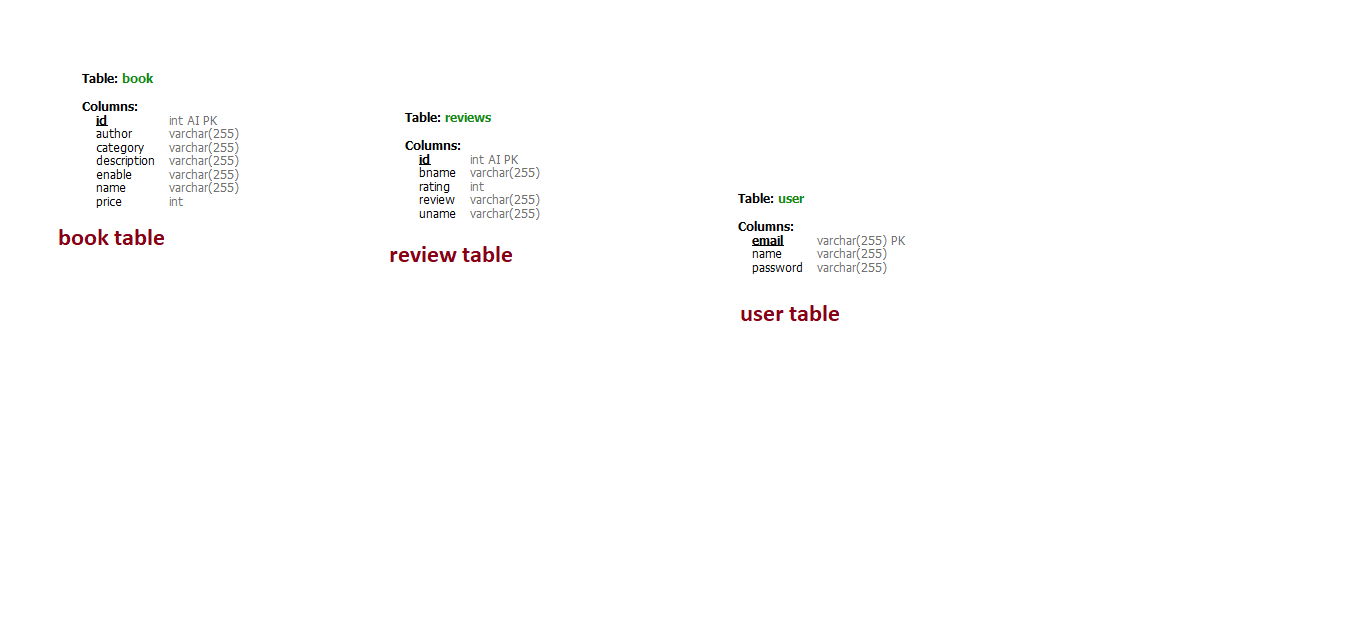 Table: book
Columns:
id int AI PK
author varchar(255)
category varchar(255)
description varchar(255)
enable varchar(255)
name varchar(255)
price int
book table
Table: reviews
Columns:
id int AI PK
bname varchar(255)
rating int
review varchar(255)
uname varchar(255)
review table
Table: user
Columns:
email varchar(255) PK
name varchar(255)
password varchar(255)
user table